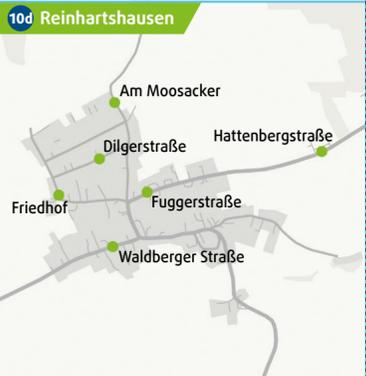 10d Reinhartshausen
Am Moosacker
Hattenbergstraße
Dilgerstraße
Friedhof
Fuggerstraße
Waldberger Straße